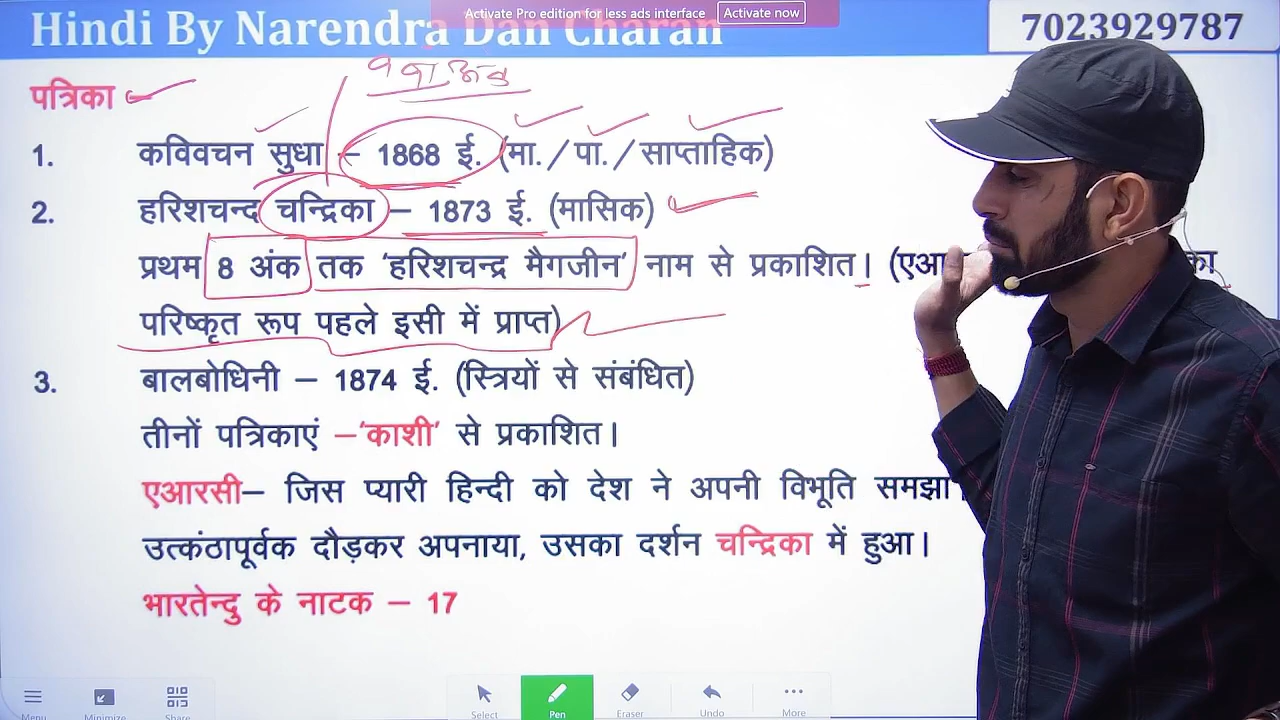 Activate Pro edition for less ads interface Activate now
Hindi By Narendra Dan Charan
7023929787
पत्रिका
1. कविवचन सुधा – 1868 ई. (मा./पा./साप्ताहिक)
2. हरिशचन्द चन्द्रिका – 1873 ई. (मासिक)
प्रथम 8 अंक तक 'हरिशचन्द्र मैगजीन' नाम से प्रकाशित। (एआ का
परिष्कृत रूप पहले इसी में प्राप्त)
3. बालबोधिनी – 1874 ई. (स्त्रियों से संबंधित)
तीनों पत्रिकाएं –'काशी' से प्रकाशित।
एआरसी– जिस प्यारी हिन्दी को देश ने अपनी विभूति समझा
उत्कंठापूर्वक दौड़कर अपनाया, उसका दर्शन चन्द्रिका में हुआ।
भारतेन्दु के नाटक – 17
Menu Minimize Share Select Pen Eraser Undo More